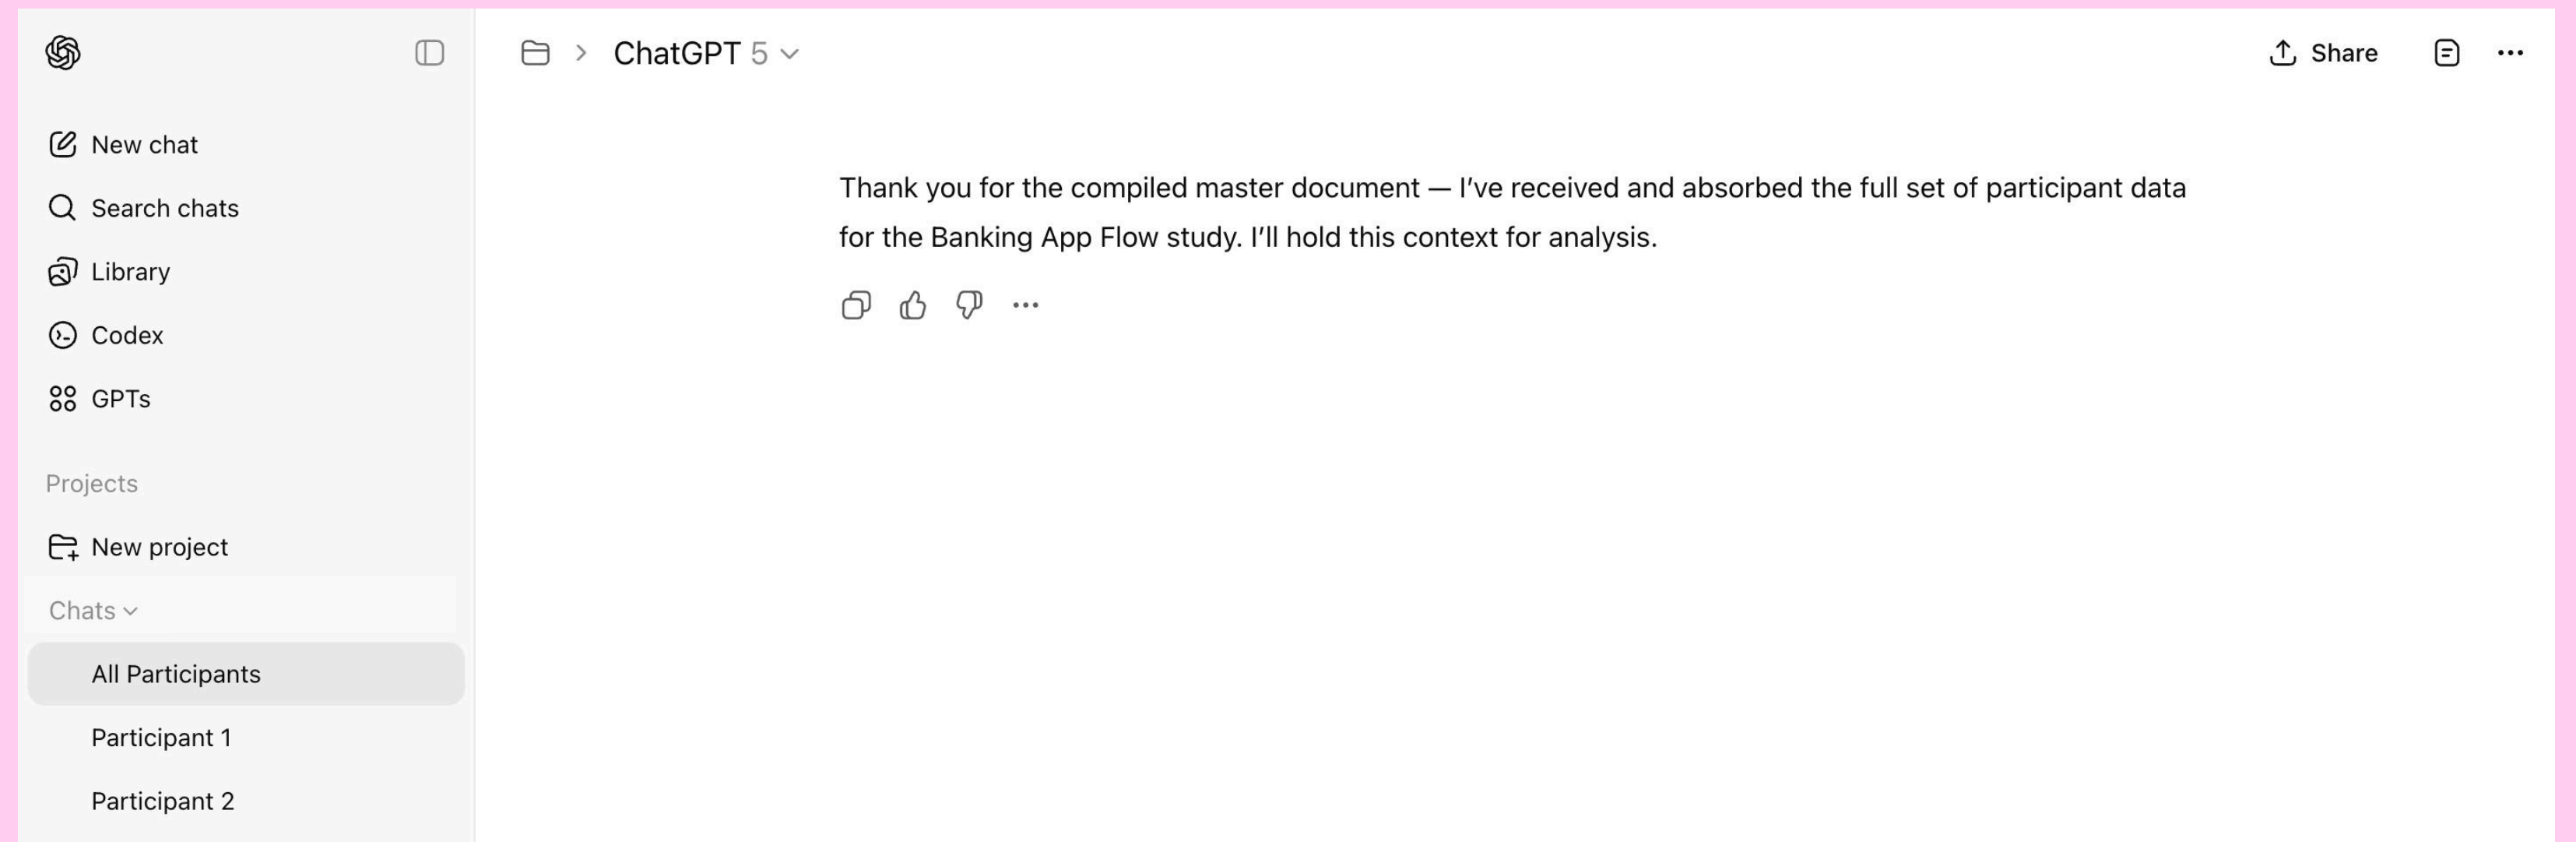 ChatGPT 5
Share
New chat
Search chats
Library
Codex
GPTs
Projects
New project
Chats
All Participants
Participant 1
Participant 2
Thank you for the compiled master document — I’ve received and absorbed the full set of participant data
for the Banking App Flow study. I’ll hold this context for analysis.